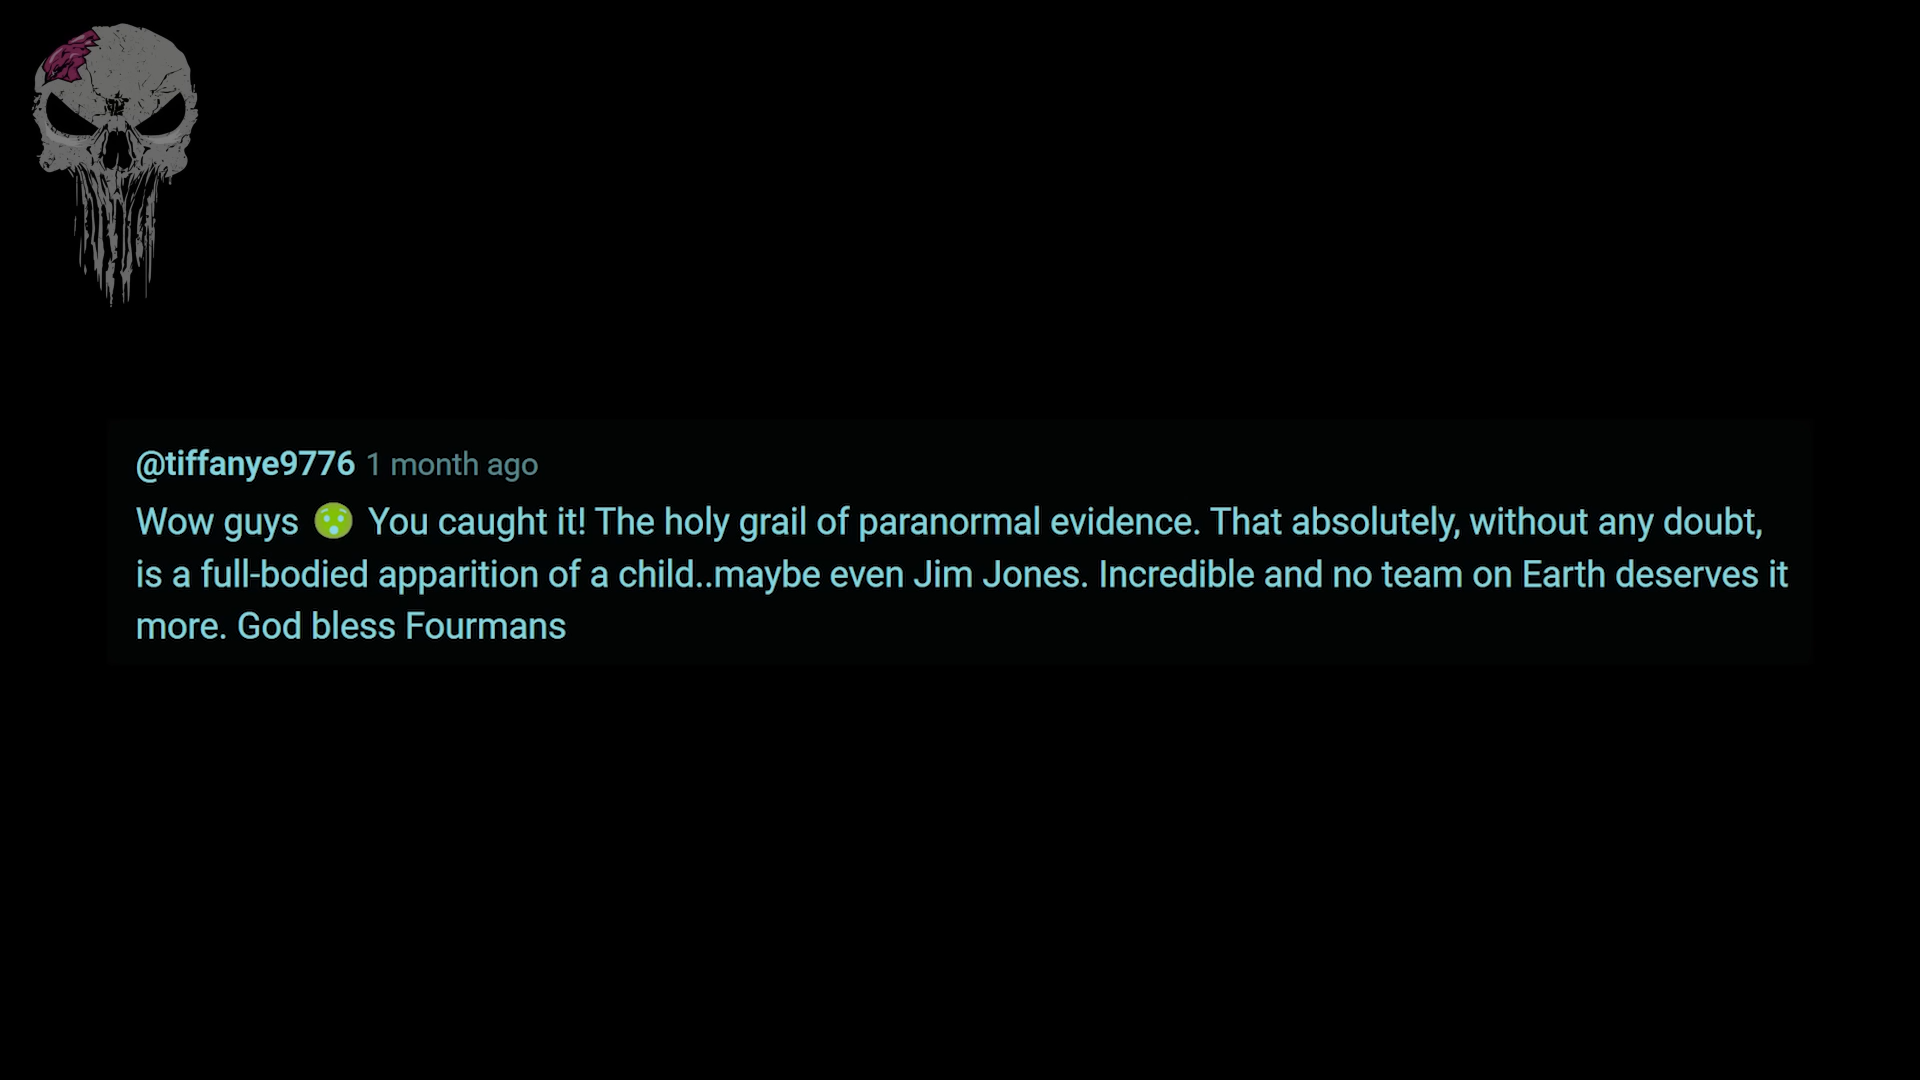 @tiffanye9776 1 month ago
Wow guys 😯 You caught it! The holy grail of paranormal evidence. That absolutely, without any doubt,
is a full-bodied apparition of a child..maybe even Jim Jones. Incredible and no team on Earth deserves it
more. God bless Fourmans